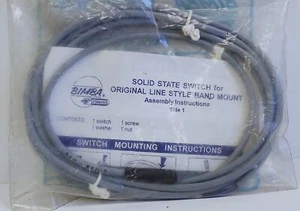 SOLID STATE SWITCH for
ORIGINAL LINE STYLE BAND MOUNT
Assembly Instructions
BIMBA
CONTENTS:
1 switch 1 screw
1 washer 1 nut
SWITCH MOUNTING INSTRUCTIONS